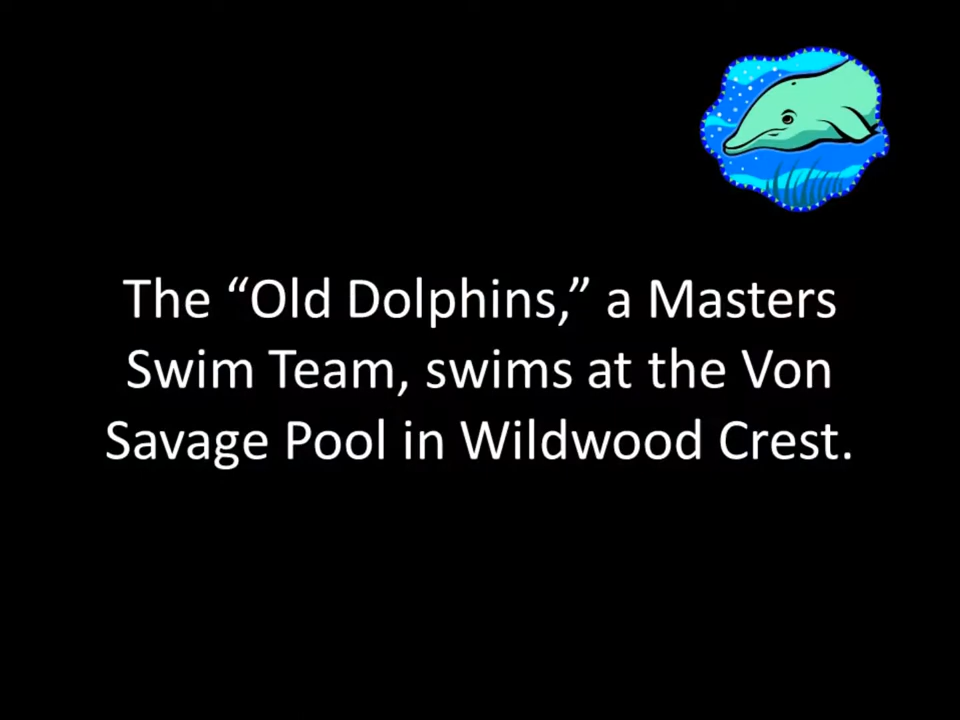 The “Old Dolphins,” a Masters
Swim Team, swims at the Von
Savage Pool in Wildwood Crest.